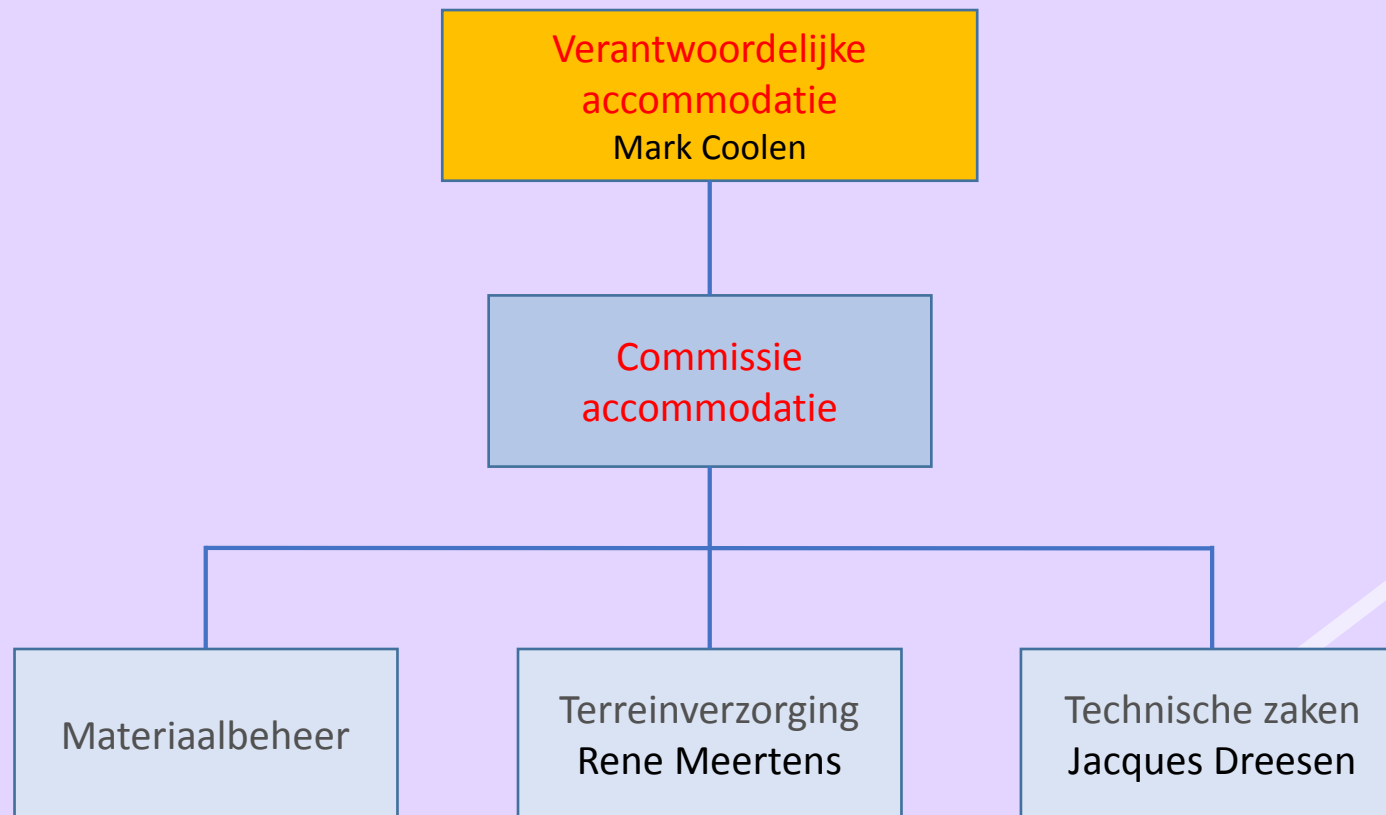 Verantwoordelijke
accommodatie
Mark Coolen
Commissie
accommodatie
Materiaalbeheer
Terreinverzorging
Rene Meertens
Technische zaken
Jacques Dreesen